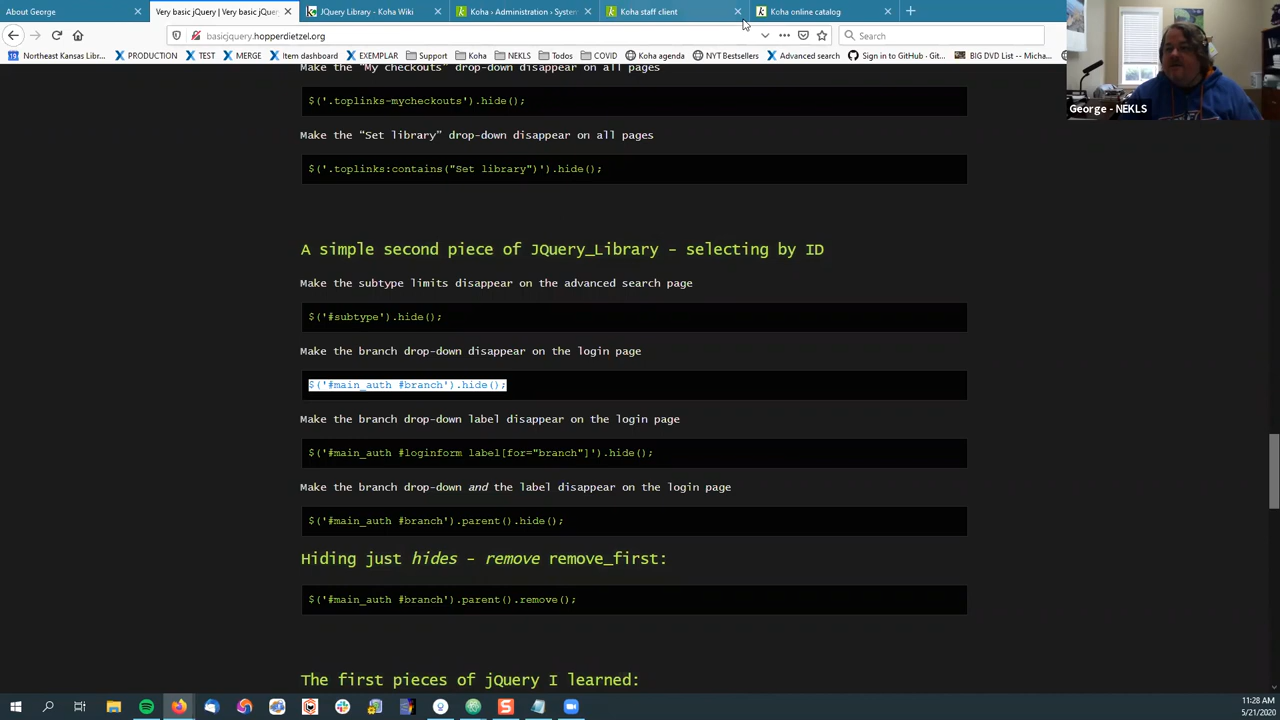 About George
Very basic jQuery | Very basic jQue
JQuery Library - Koha Wiki
Koha › Administration › System
Koha staff client
Koha online catalog
basicjquery.hopperdietzel.org
Search
Northeast Kansas Libr...
PRODUCTION
TEST
MERGE
Item dashboard
EXEMPLAR
Support
Koha
NEKLS
Todos
COVID
Koha agenda
NYT Bestsellers
Advanced search
Sign in to GitHub · Git...
BIG DVD List -- Micha...
George - NEKLS
Make the "My checkouts" drop-down disappear on all pages
$('.toplinks-mycheckouts').hide();
Make the “Set library” drop-down disappear on all pages
$('.toplinks:contains("Set library")').hide();
A simple second piece of JQuery_Library – selecting by ID
Make the subtype limits disappear on the advanced search page
$('#subtype').hide();
Make the branch drop-down disappear on the login page
$('#main_auth #branch').hide();
Make the branch drop-down label disappear on the login page
$('#main_auth #loginform label[for="branch"]').hide();
Make the branch drop-down and the label disappear on the login page
$('#main_auth #branch').parent().hide();
Hiding just hides – remove remove_first:
$('#main_auth #branch').parent().remove();
The first pieces of jQuery I learned:
11:28 AM
5/21/2020